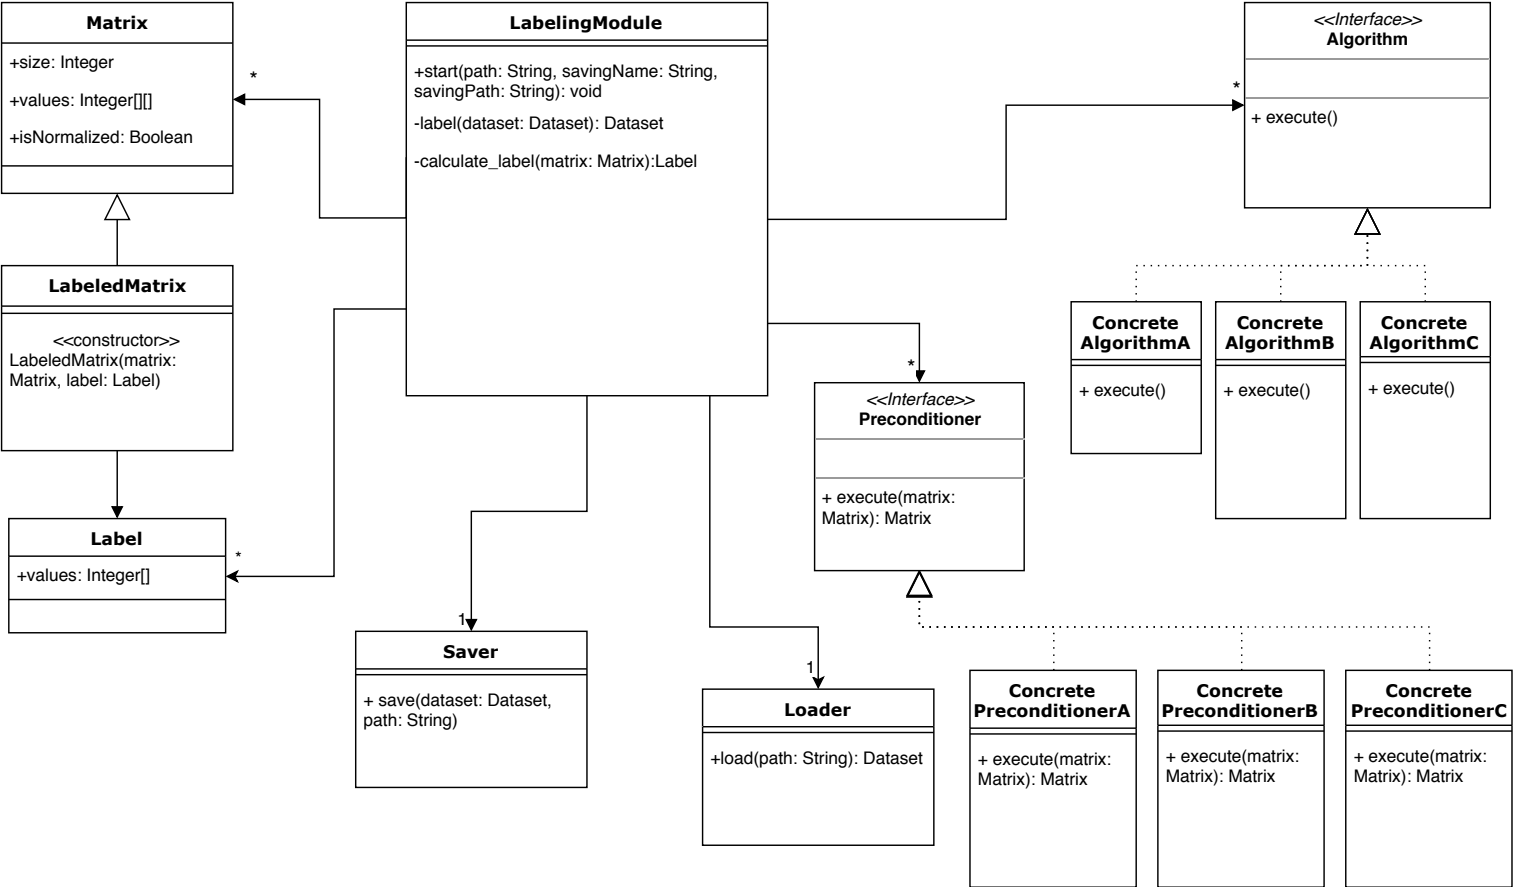 Matrix
+size: Integer
+values: Integer[][]
+isNormalized: Boolean
*
LabelingModule
+start(path: String, savingName: String,
savingPath: String): void
-label(dataset: Dataset): Dataset
-calculate_label(matrix: Matrix):Label
*
<<Interface>>
Algorithm
+ execute()
LabeledMatrix
<<constructor>>
LabeledMatrix(matrix:
Matrix, label: Label)
Concrete
AlgorithmA
+ execute()
Concrete
AlgorithmB
+ execute()
Concrete
AlgorithmC
+ execute()
*
<<Interface>>
Preconditioner
+ execute(matrix:
Matrix): Matrix
Label
+values: Integer[]
*
1
Saver
+ save(dataset: Dataset,
path: String)
1
Loader
+load(path: String): Dataset
Concrete
PreconditionerA
+ execute(matrix:
Matrix): Matrix
Concrete
PreconditionerB
+ execute(matrix:
Matrix): Matrix
Concrete
PreconditionerC
+ execute(matrix:
Matrix): Matrix